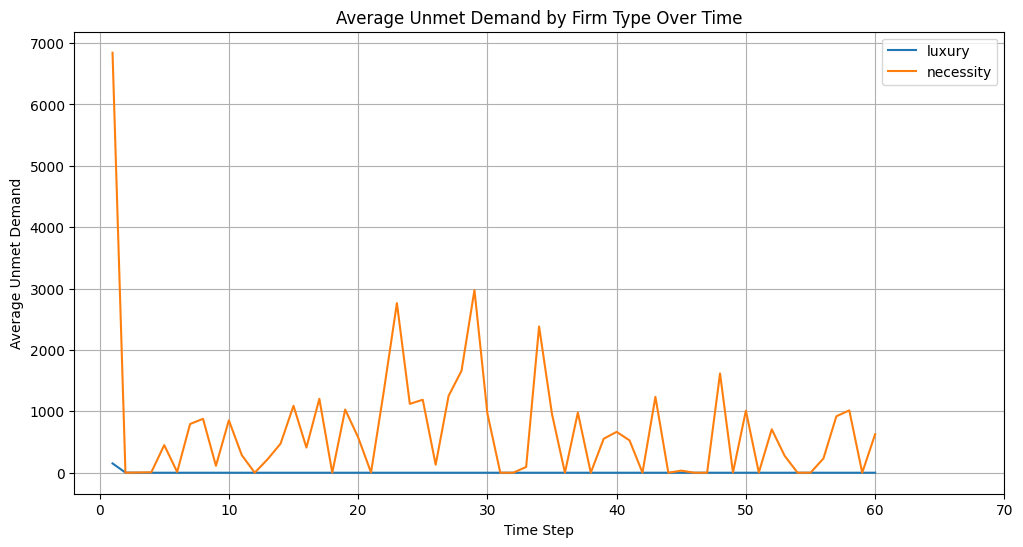 Average Unmet Demand by Firm Type Over Time
luxury
necessity
Average Unmet Demand
7000
6000
5000
4000
3000
2000
1000
0
0 10 20 30 40 50 60 70
Time Step